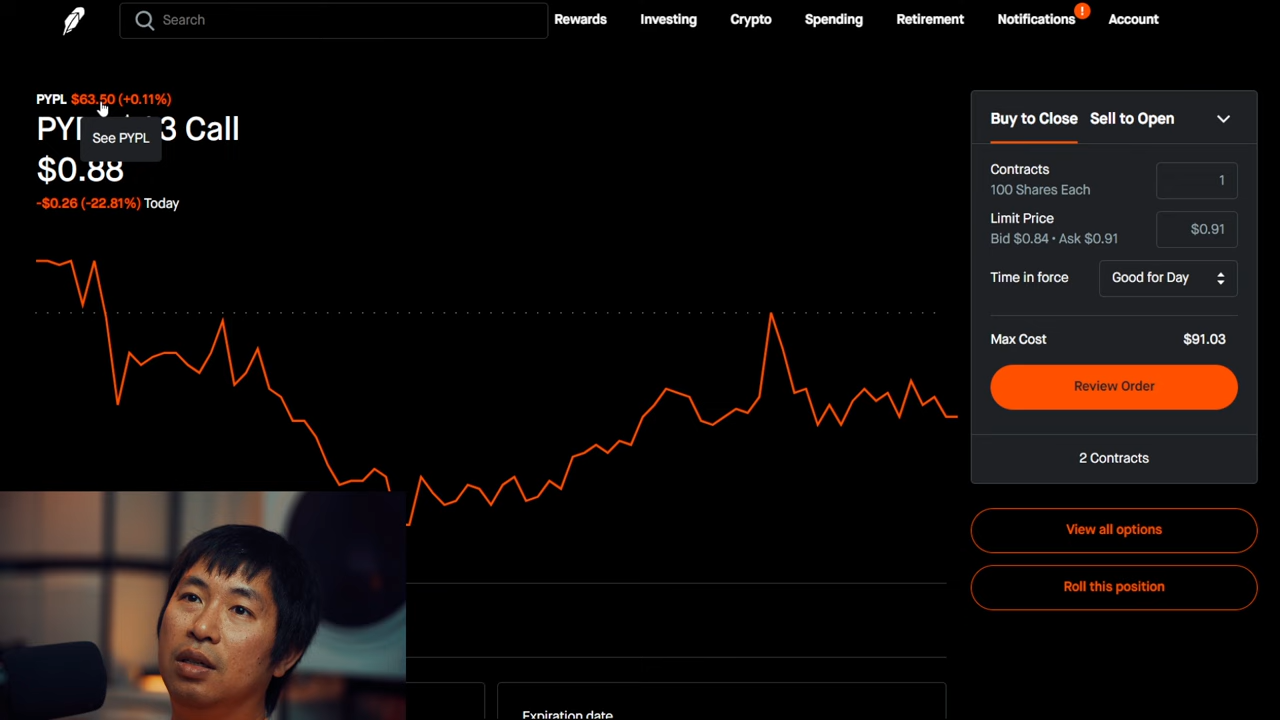 Search
Rewards
Investing
Crypto
Spending
Retirement
Notifications
!
Account
PYPL $63.50 (+0.11%)
3 Call
See PYPL
$0.88
-$0.26 (-22.81%) Today
Buy to Close
Sell to Open
Contracts
100 Shares Each
1
Limit Price
Bid $0.84 • Ask $0.91
$0.91
Time in force
Good for Day
Max Cost
$91.03
Review Order
2 Contracts
View all options
Roll this position
Expiration date